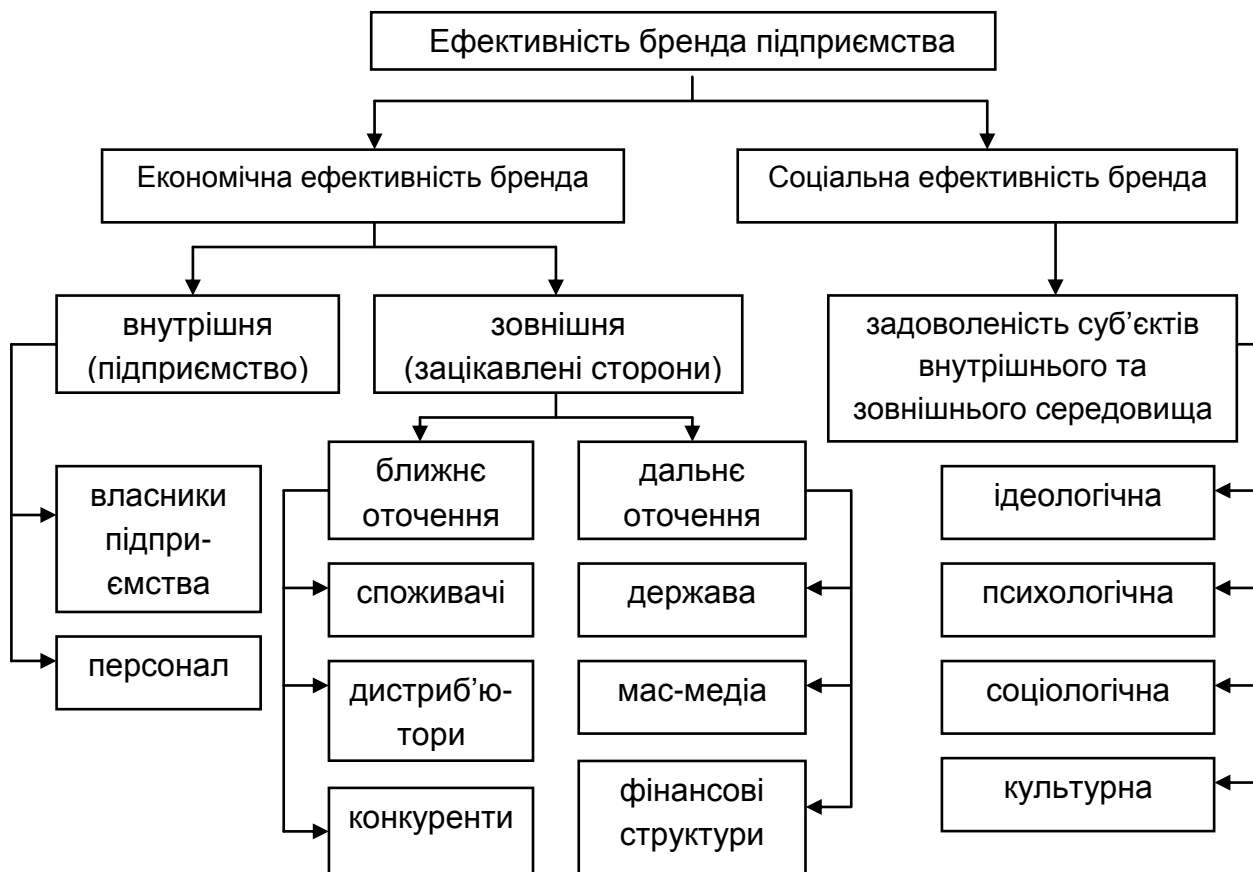 Ефективність бренда підприємства
Економічна ефективність бренда
Соціальна ефективність бренда
внутрішня
(підприємство)
зовнішня
(зацікавлені сторони)
задоволеність суб’єктів
внутрішнього та
зовнішнього середовища
власники
підпри-
ємства
персонал
ближнє
оточення
споживачі
дистриб’ю-
тори
конкуренти
дальнє
оточення
держава
мас-медіа
фінансові
структури
ідеологічна
психологічна
соціологічна
культурна